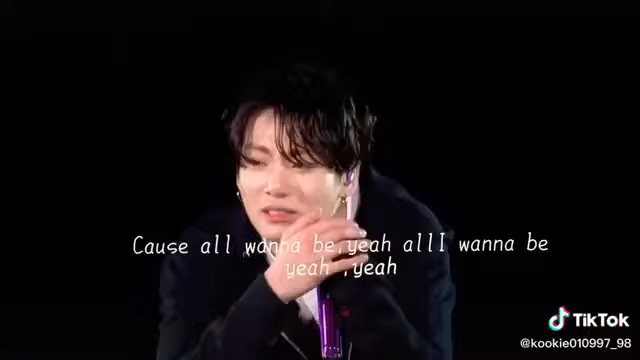 Cause all wanna be,yeah allI wanna be
yeah ,yeah
TikTok
@kookie010997_98